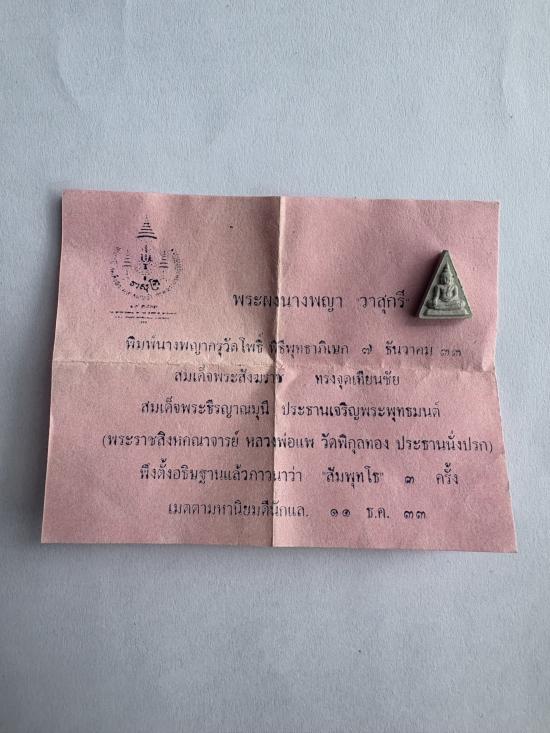 พระผงนางพญา "วาสุกรี"
พิมพ์นางพญากรุวัดโพธิ์ พิธีพุทธาภิเษก ๗ ธันวาคม ๓๓
สมเด็จพระสังฆราช ทรงจุดเทียนชัย
สมเด็จพระธีรญาณมุนี ประธานเจริญพระพุทธมนต์
(พระราชสิงหคณาจารย์ หลวงพ่อแพ วัดพิกุลทอง ประธานนั่งปรก)
พึงตั้งอธิษฐานแล้วภาวนาว่า "สัมพุทโธ" ๓ ครั้ง
เมตตามหานิยมดีนักแล. ๑๑ ธ.ค. ๓๓